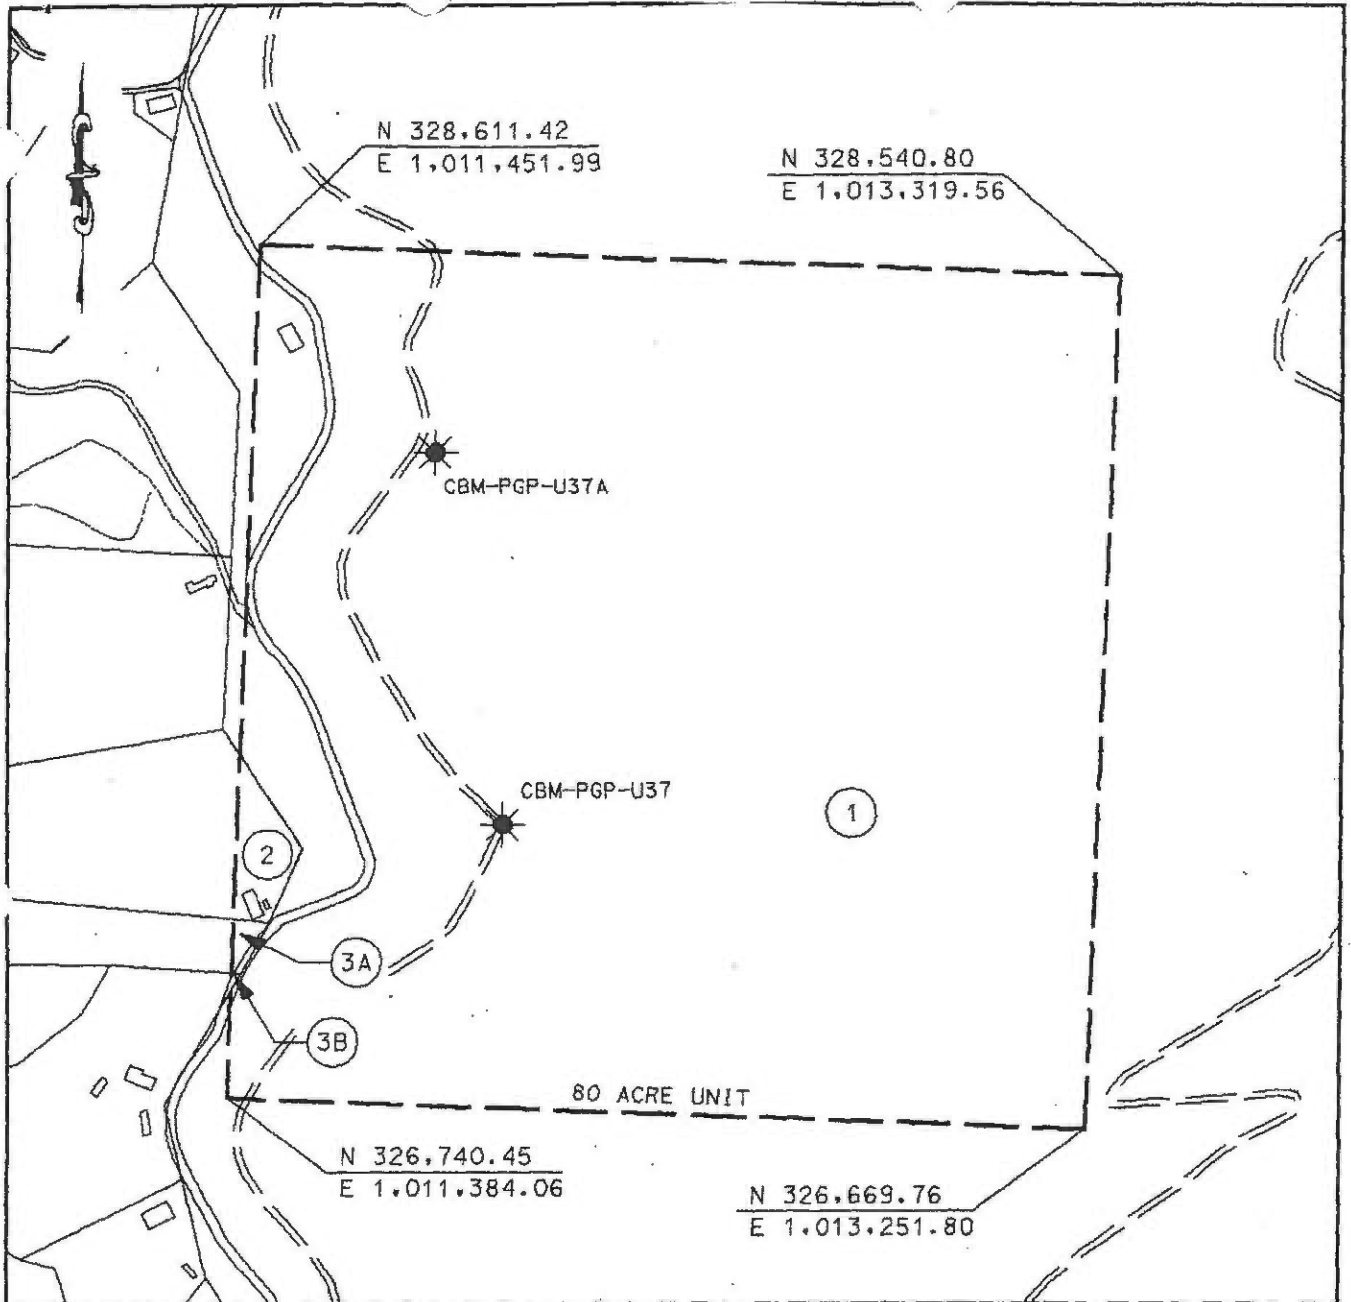 N 328,611.42
E 1,011,451.99
N 328,540.80
E 1,013,319.56
CBM-PGP-U37A
CBM-PGP-U37
1
2
3A
3B
80 ACRE UNIT
N 326,740.45
E 1,011,384.06
N 326,669.76
E 1,013,251.80